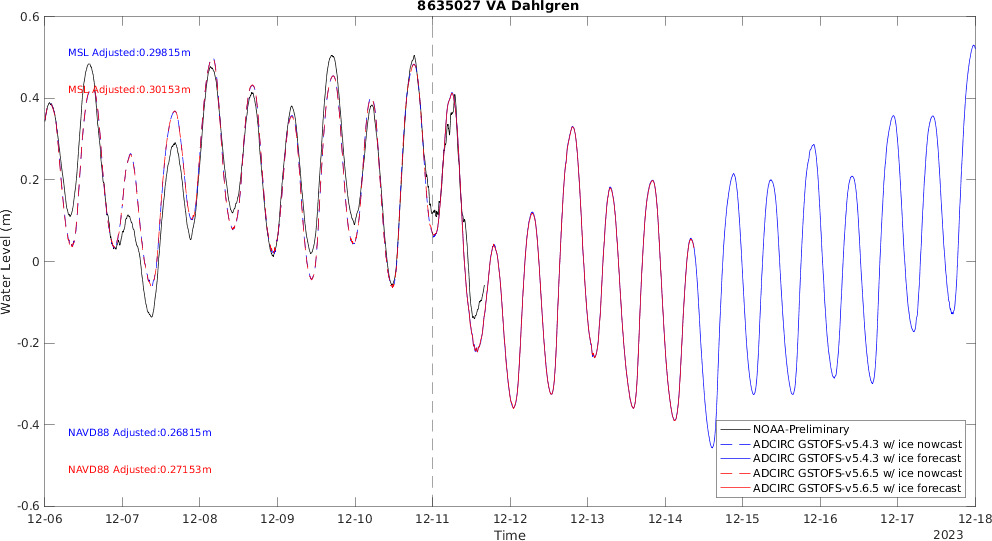 8635027 VA Dahlgren
0.6
0.4
0.2
0
-0.2
-0.4
-0.6
Water Level (m)
MSL Adjusted:0.29815m
MSL Adjusted:0.30153m
NAVD88 Adjusted:0.26815m
NAVD88 Adjusted:0.27153m
NOAA-Preliminary
ADCIRC GSTOFS-v5.4.3 w/ ice nowcast
ADCIRC GSTOFS-v5.4.3 w/ ice forecast
ADCIRC GSTOFS-v5.6.5 w/ ice nowcast
ADCIRC GSTOFS-v5.6.5 w/ ice forecast
12-06 12-07 12-08 12-09 12-10 12-11 12-12 12-13 12-14 12-15 12-16 12-17 12-18
Time
2023